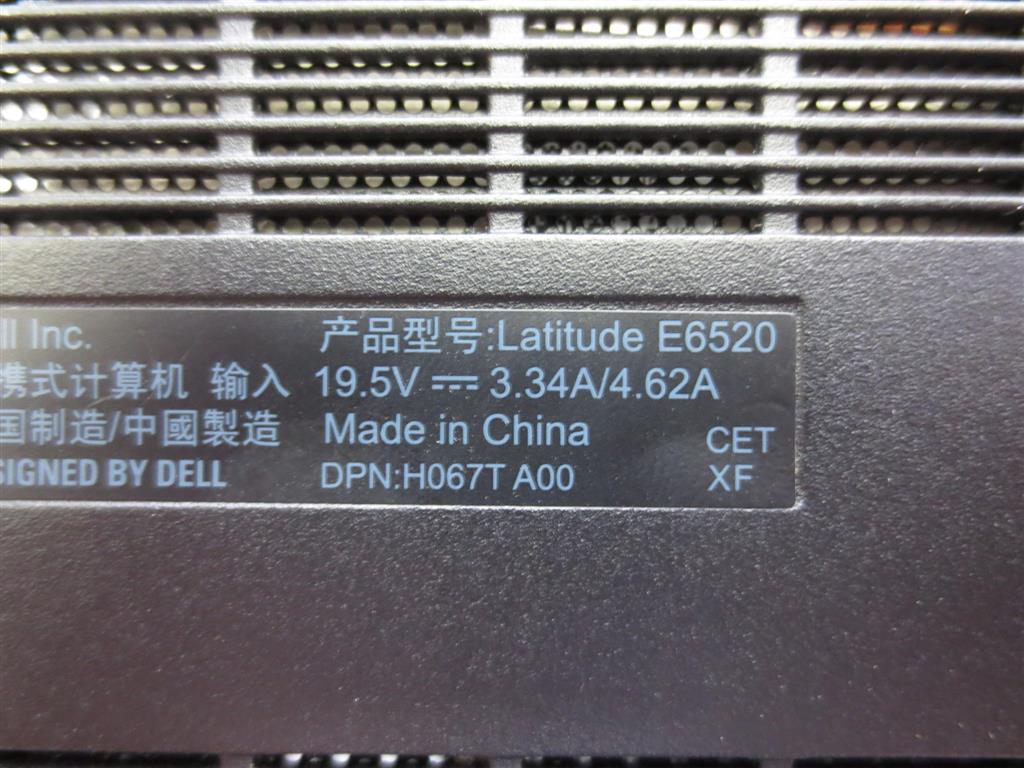 ll Inc. 产品型号:Latitude E6520
携式计算机 输入 19.5V ⎓ 3.34A/4.62A
国制造/中國製造 Made in China CET
SIGNED BY DELL DPN:H067T A00 XF